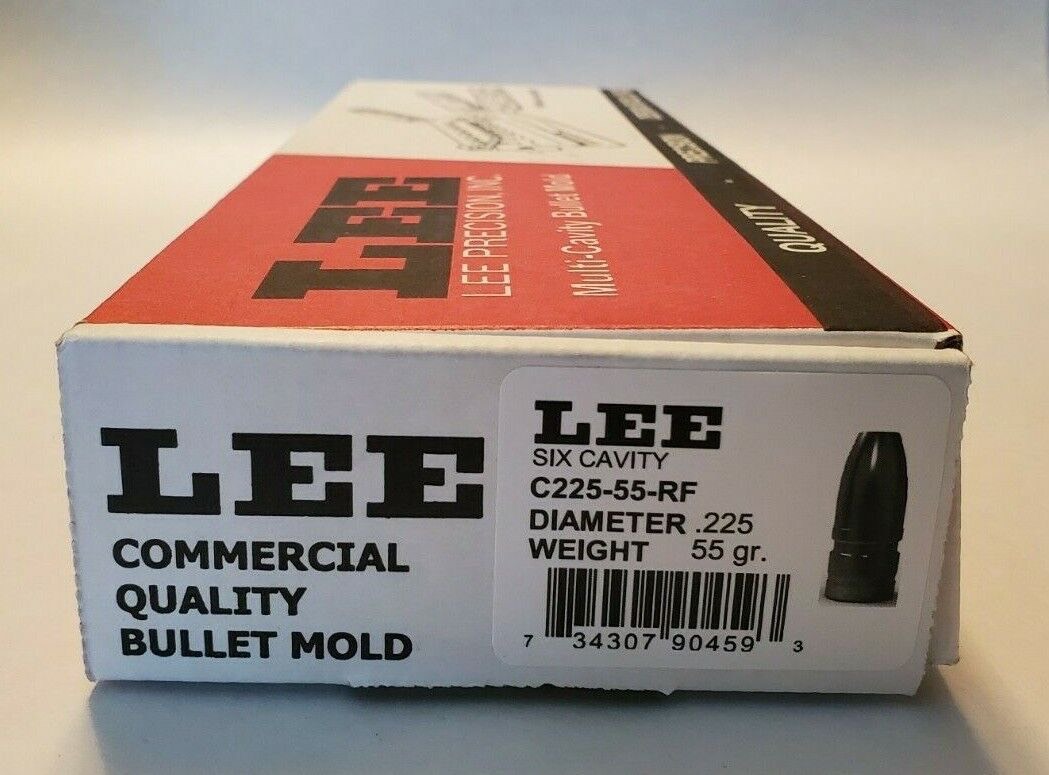 LEE
LEE PRECISION, INC.
Multi-Cavity Bullet Mold
QUALITY
LEE
COMMERCIAL
QUALITY
BULLET MOLD
LEE
SIX CAVITY
C225-55-RF
DIAMETER .225
WEIGHT 55 gr.
7 34307 90459 3